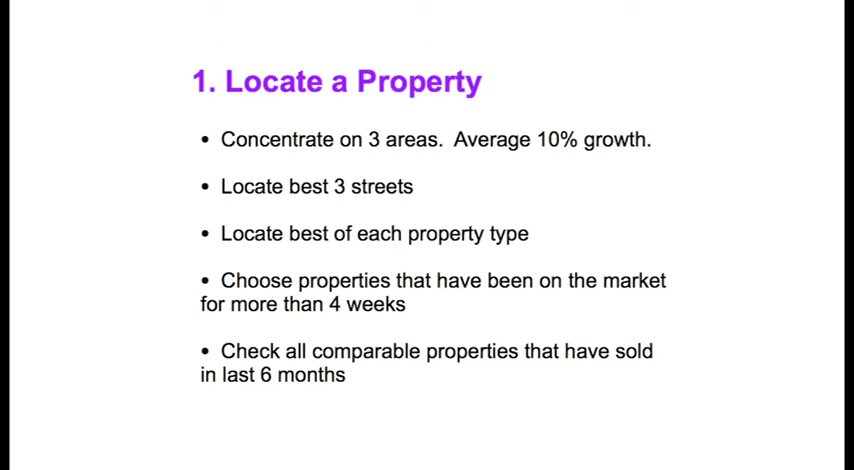 1. Locate a Property
• Concentrate on 3 areas.  Average 10% growth.
• Locate best 3 streets
• Locate best of each property type
• Choose properties that have been on the market
for more than 4 weeks
• Check all comparable properties that have sold
in last 6 months